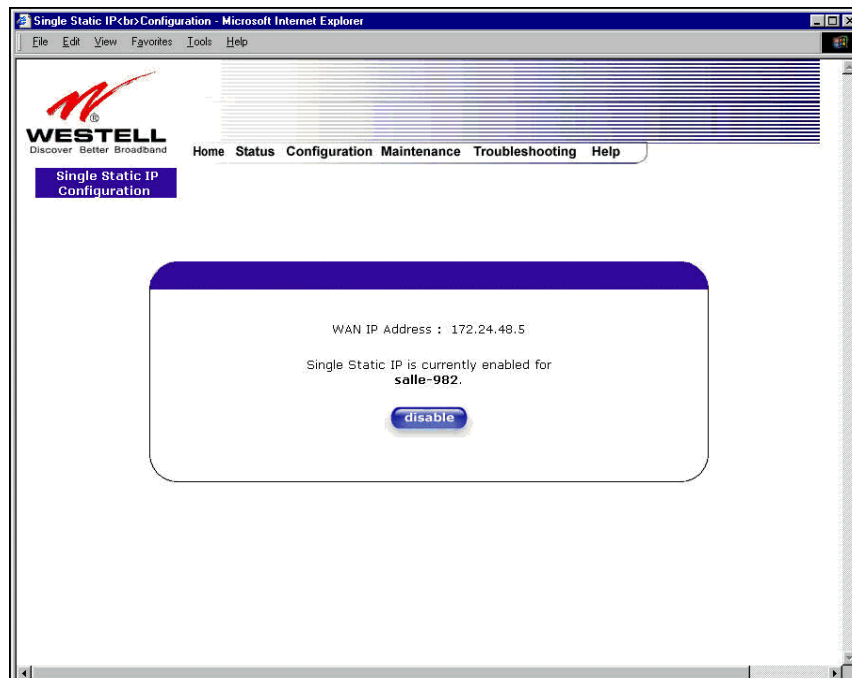 Single Static IP<br>Configuration - Microsoft Internet Explorer
File Edit View Favorites Tools Help
®
WESTELL
Discover Better Broadband
Home Status Configuration Maintenance Troubleshooting Help
Single Static IP
Configuration
WAN IP Address : 172.24.48.5
Single Static IP is currently enabled for
salle-982.
disable